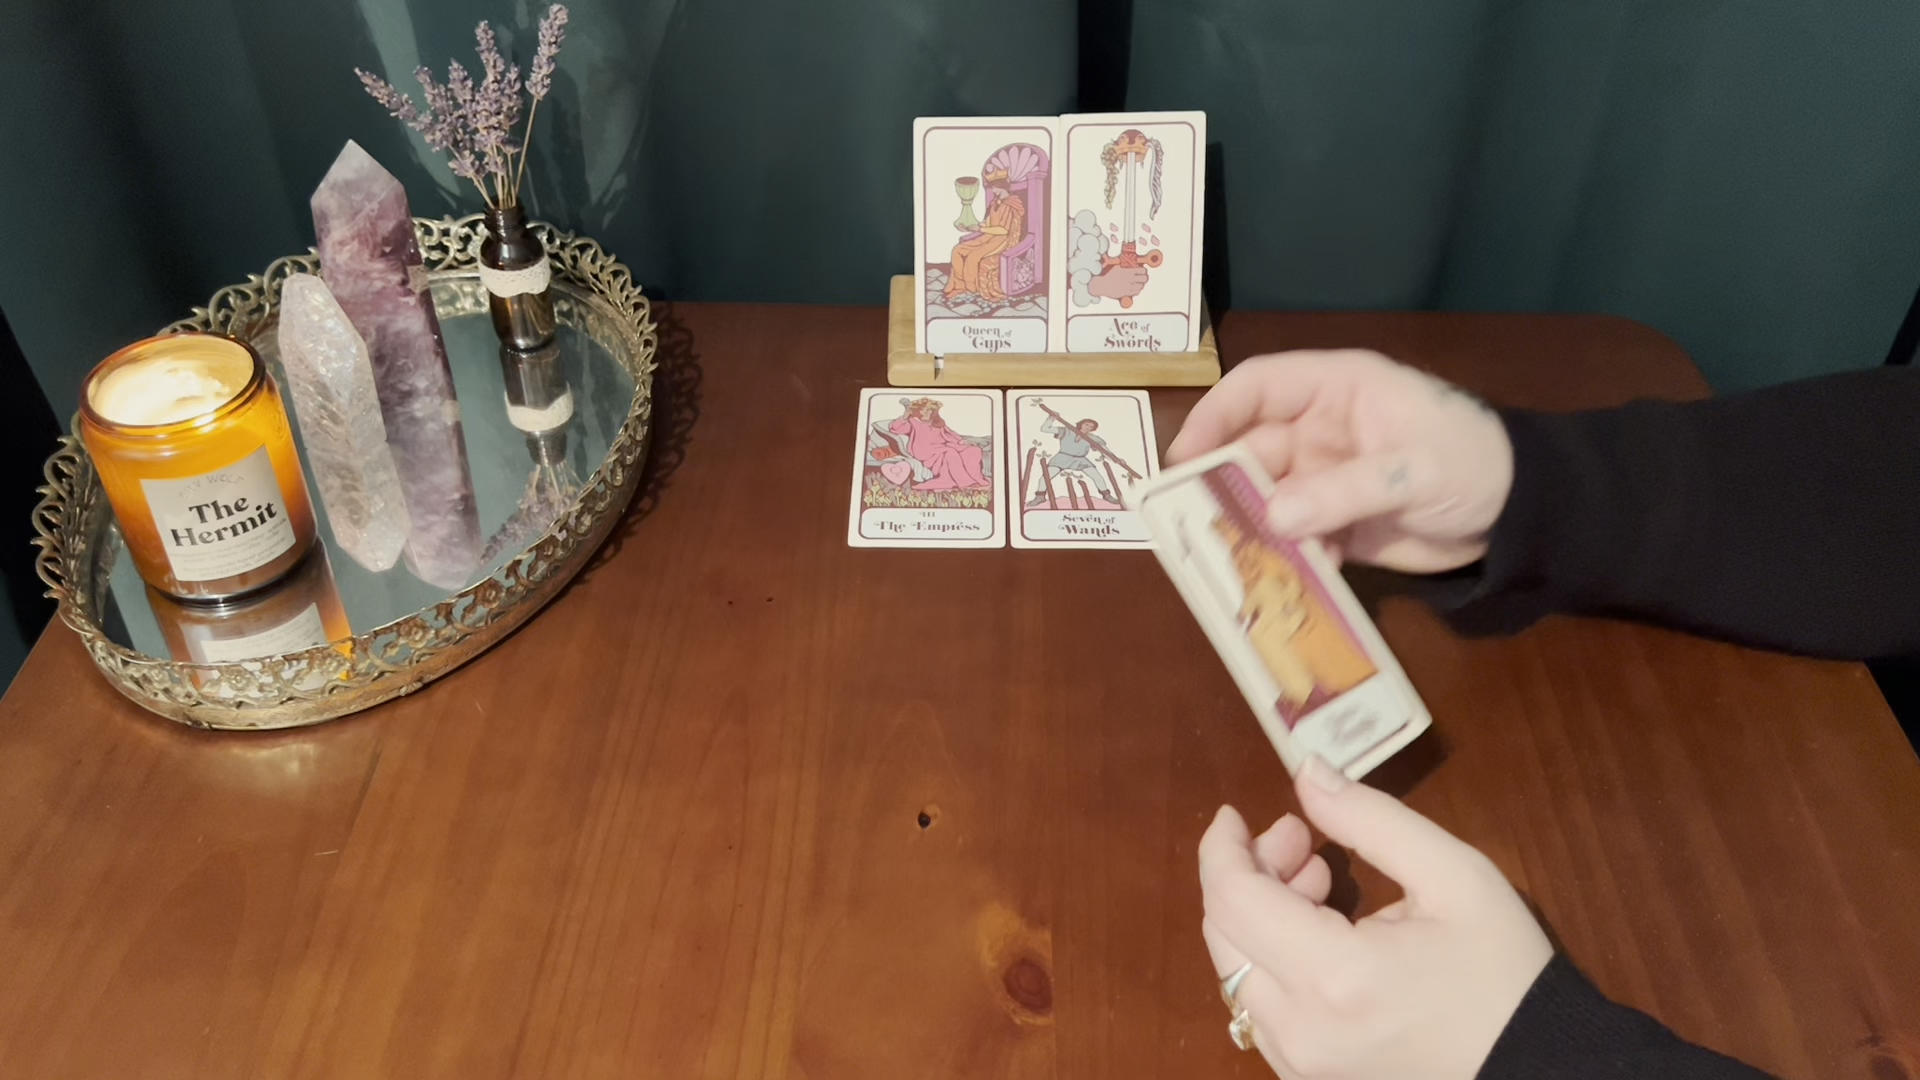 The
Hermit
Queen of
Cups
Ace of
Swords
III
The Empress
Seven of
Wands